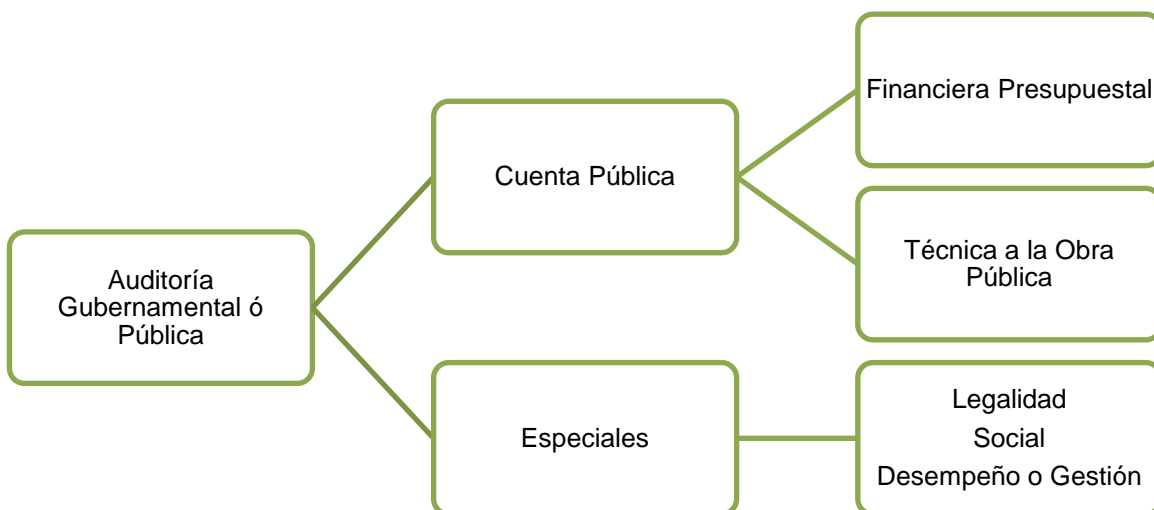 Auditoría
Gubernamental ó
Pública
Cuenta Pública
Financiera Presupuestal
Técnica a la Obra
Pública
Especiales
Legalidad
Social
Desempeño o Gestión